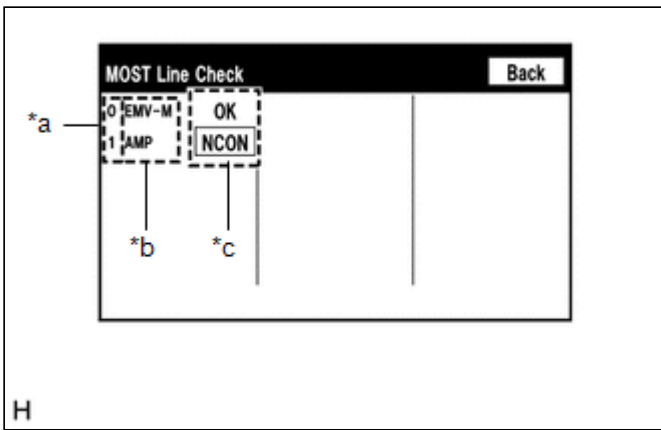 MOST Line Check Back
*a
0 EMV-M OK
1 AMP NCON
*b *c
H